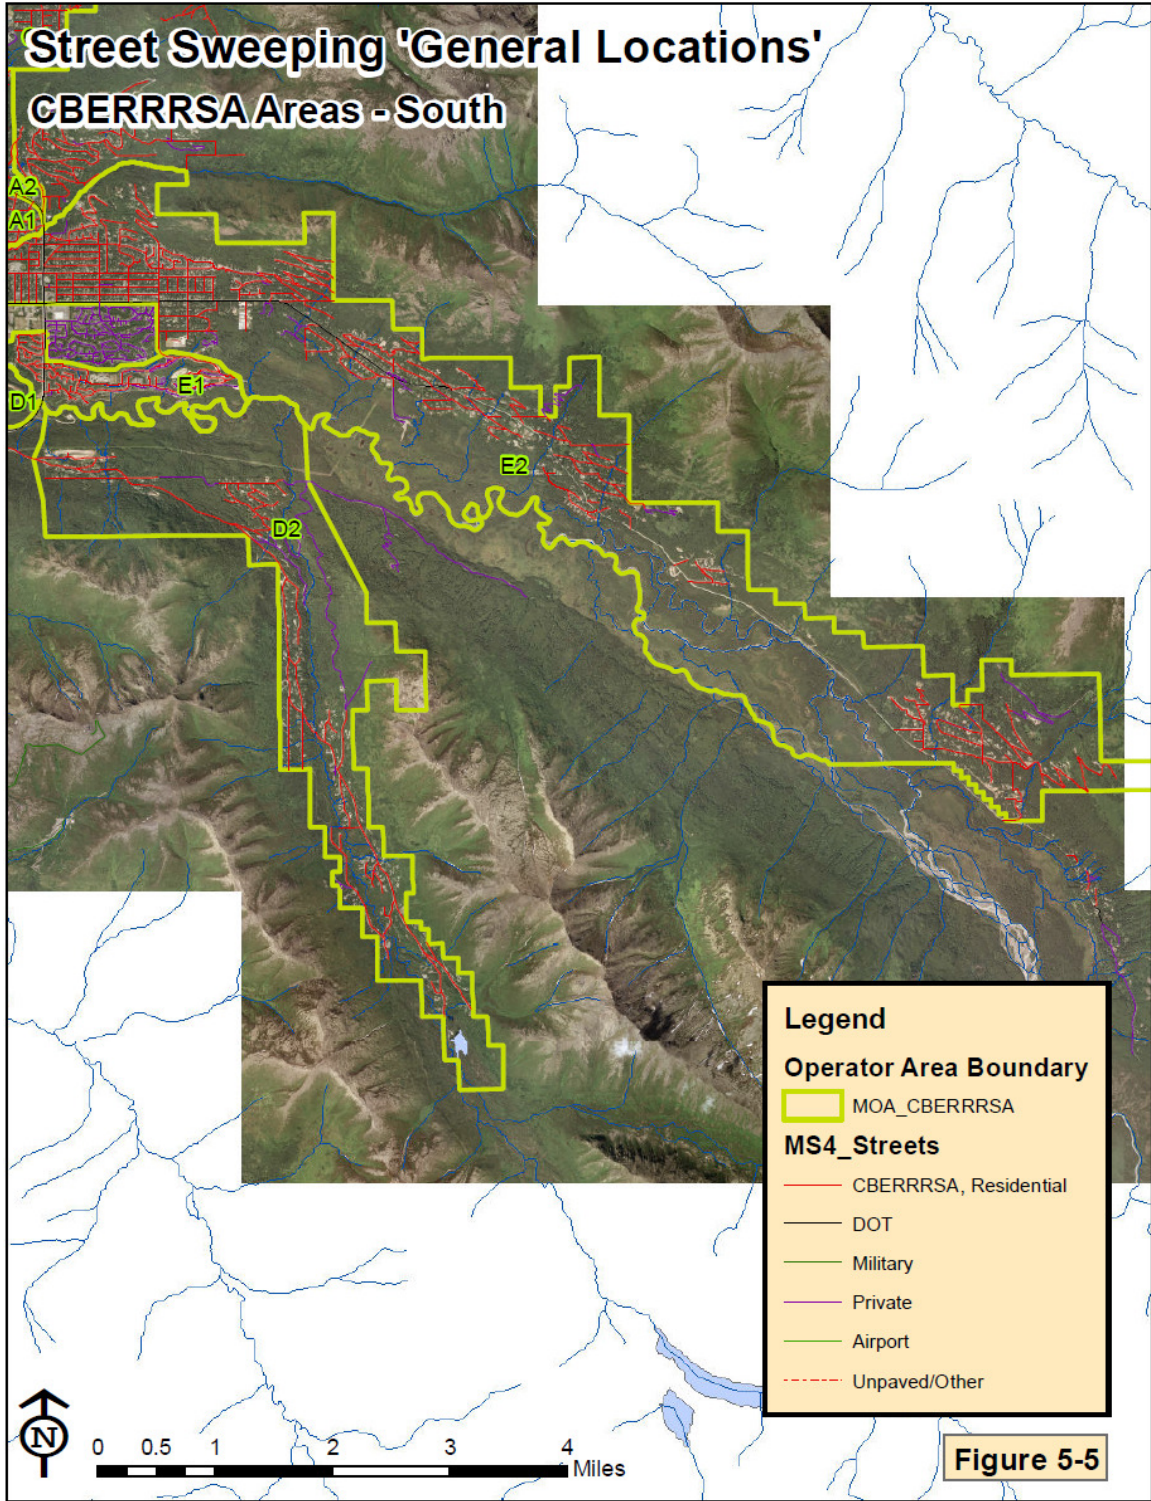 Street Sweeping 'General Locations'
CBERRRSA Areas - South
A2
A1
D1
E1
E2
D2
Legend
Operator Area Boundary
MOA_CBERRRSA
MS4_Streets
CBERRRSA, Residential
DOT
Military
Private
Airport
Unpaved/Other
N
0 0.5 1 2 3 4
Miles
Figure 5-5